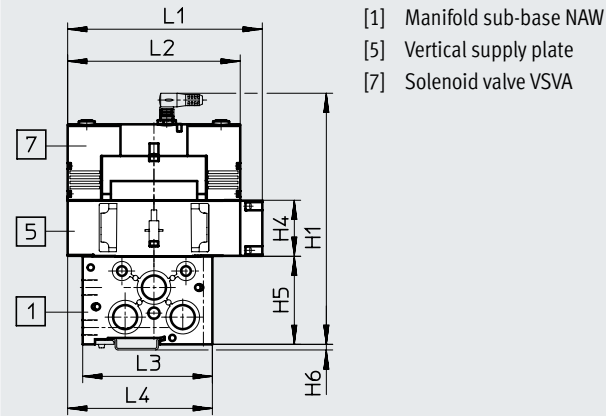 L1
L2
[1] Manifold sub-base NAW
[5] Vertical supply plate
[7] Solenoid valve VSVA
7
5
1
H4
H1
H5
H6
L3
L4